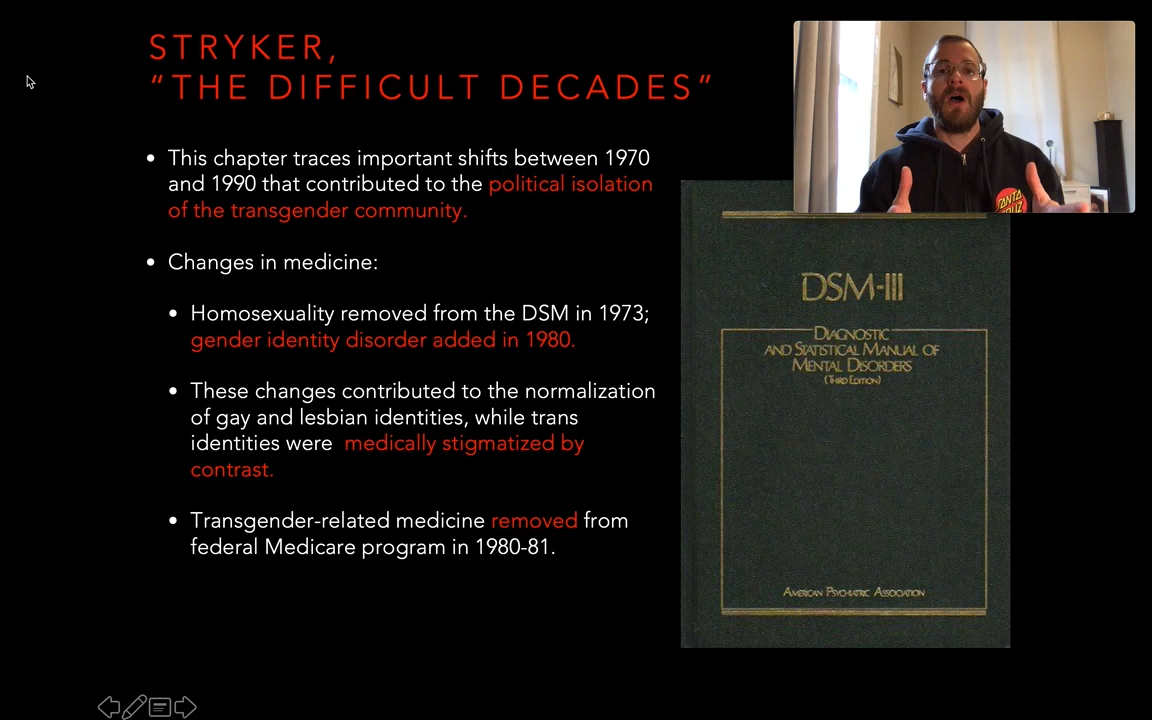 STRYKER,
“THE DIFFICULT DECADES”
• This chapter traces important shifts between 1970
and 1990 that contributed to the political isolation
of the transgender community.
• Changes in medicine:
• Homosexuality removed from the DSM in 1973;
gender identity disorder added in 1980.
• These changes contributed to the normalization
of gay and lesbian identities, while trans
identities were medically stigmatized by
contrast.
• Transgender-related medicine removed from
federal Medicare program in 1980-81.
SANTA
CRUZ
DSM-III
DIAGNOSTIC
AND STATISTICAL MANUAL OF
MENTAL DISORDERS
(THIRD EDITION)
AMERICAN PSYCHIATRIC ASSOCIATION